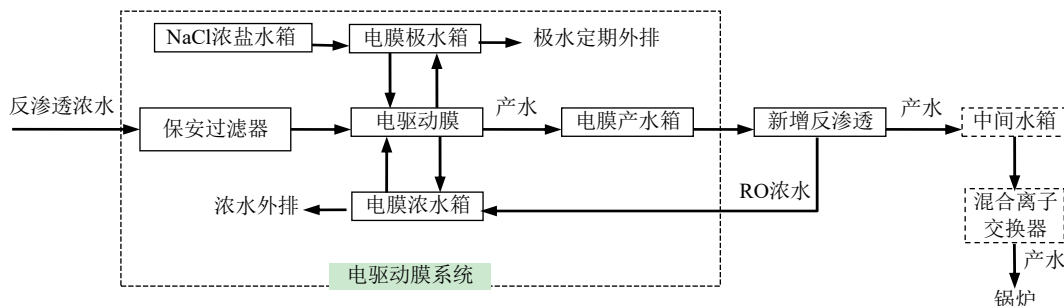 NaCl浓盐水箱
电膜极水箱
极水定期外排
反渗透浓水
保安过滤器
电驱动膜
产水
电膜产水箱
新增反渗透
产水
中间水箱
浓水外排
电膜浓水箱
RO浓水
混合离子
交换器
产水
锅炉
电驱动膜系统